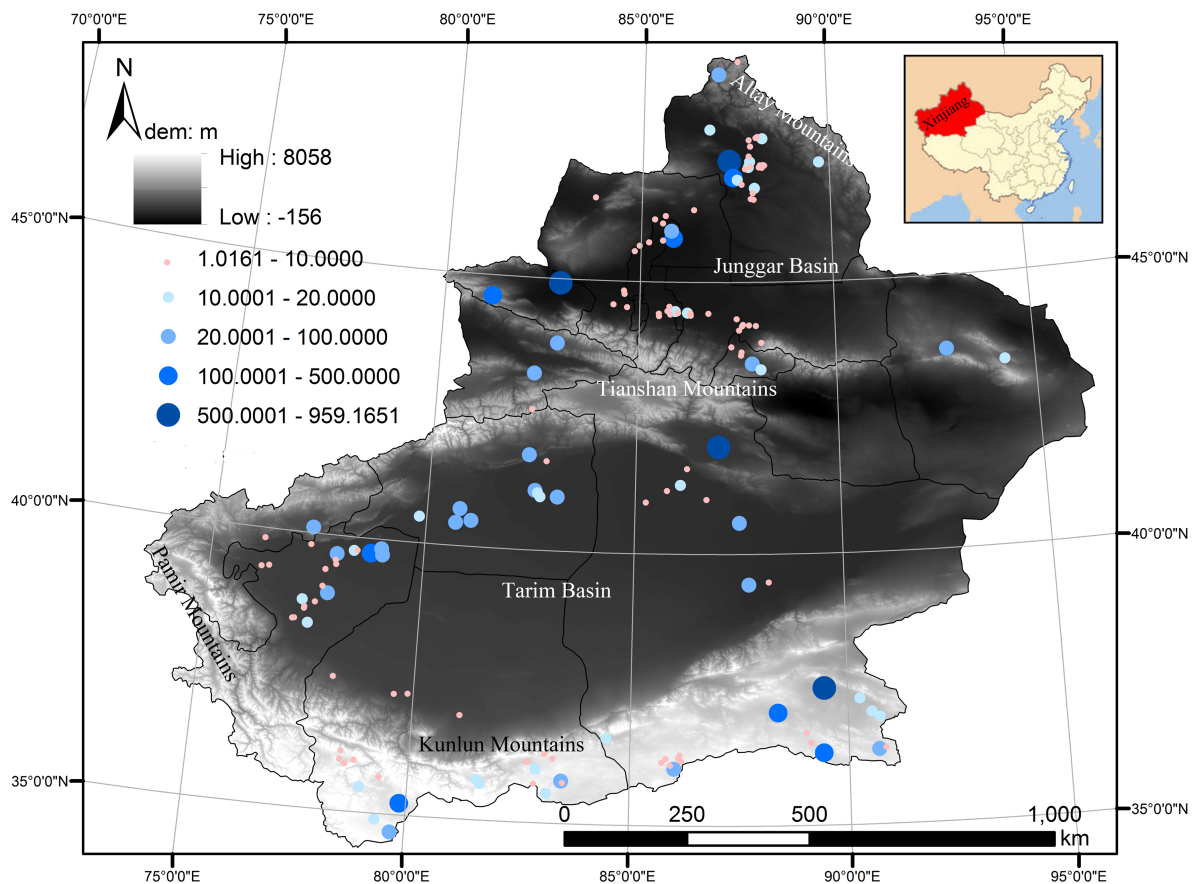 70°0'0"E 75°0'0"E 80°0'0"E 85°0'0"E 90°0'0"E 95°0'0"E
N
dem: m
High : 8058
Low : -156
1.0161 - 10.0000
10.0001 - 20.0000
20.0001 - 100.0000
100.0001 - 500.0000
500.0001 - 959.1651
Xinjiang
Altay Mountains
45°0'0"N
45°0'0"N
Junggar Basin
Tianshan Mountains
40°0'0"N
40°0'0"N
Pamir Mountains
Tarim Basin
Kunlun Mountains
35°0'0"N
35°0'0"N
0 250 500 1,000
km
75°0'0"E 80°0'0"E 85°0'0"E 90°0'0"E 95°0'0"E